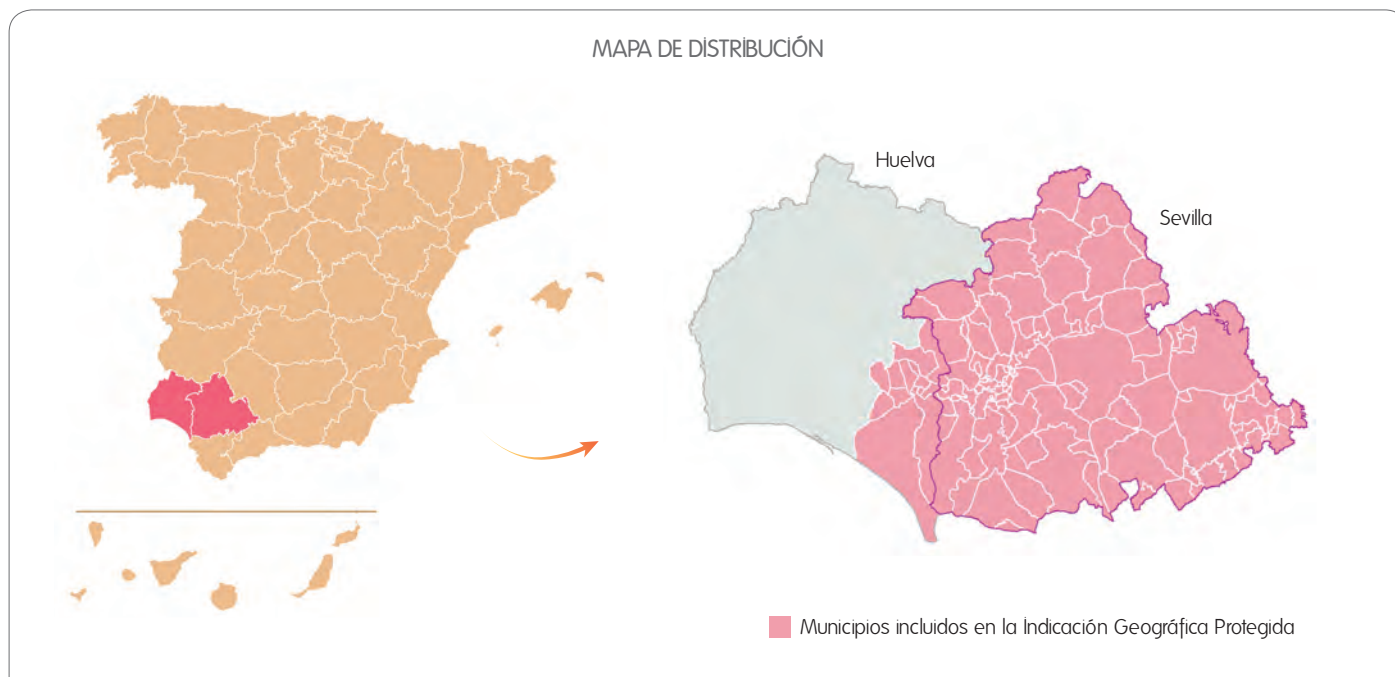 MAPA DE DISTRIBUCIÓN
Huelva
Sevilla
Municipios incluidos en la Indicación Geográfica Protegida